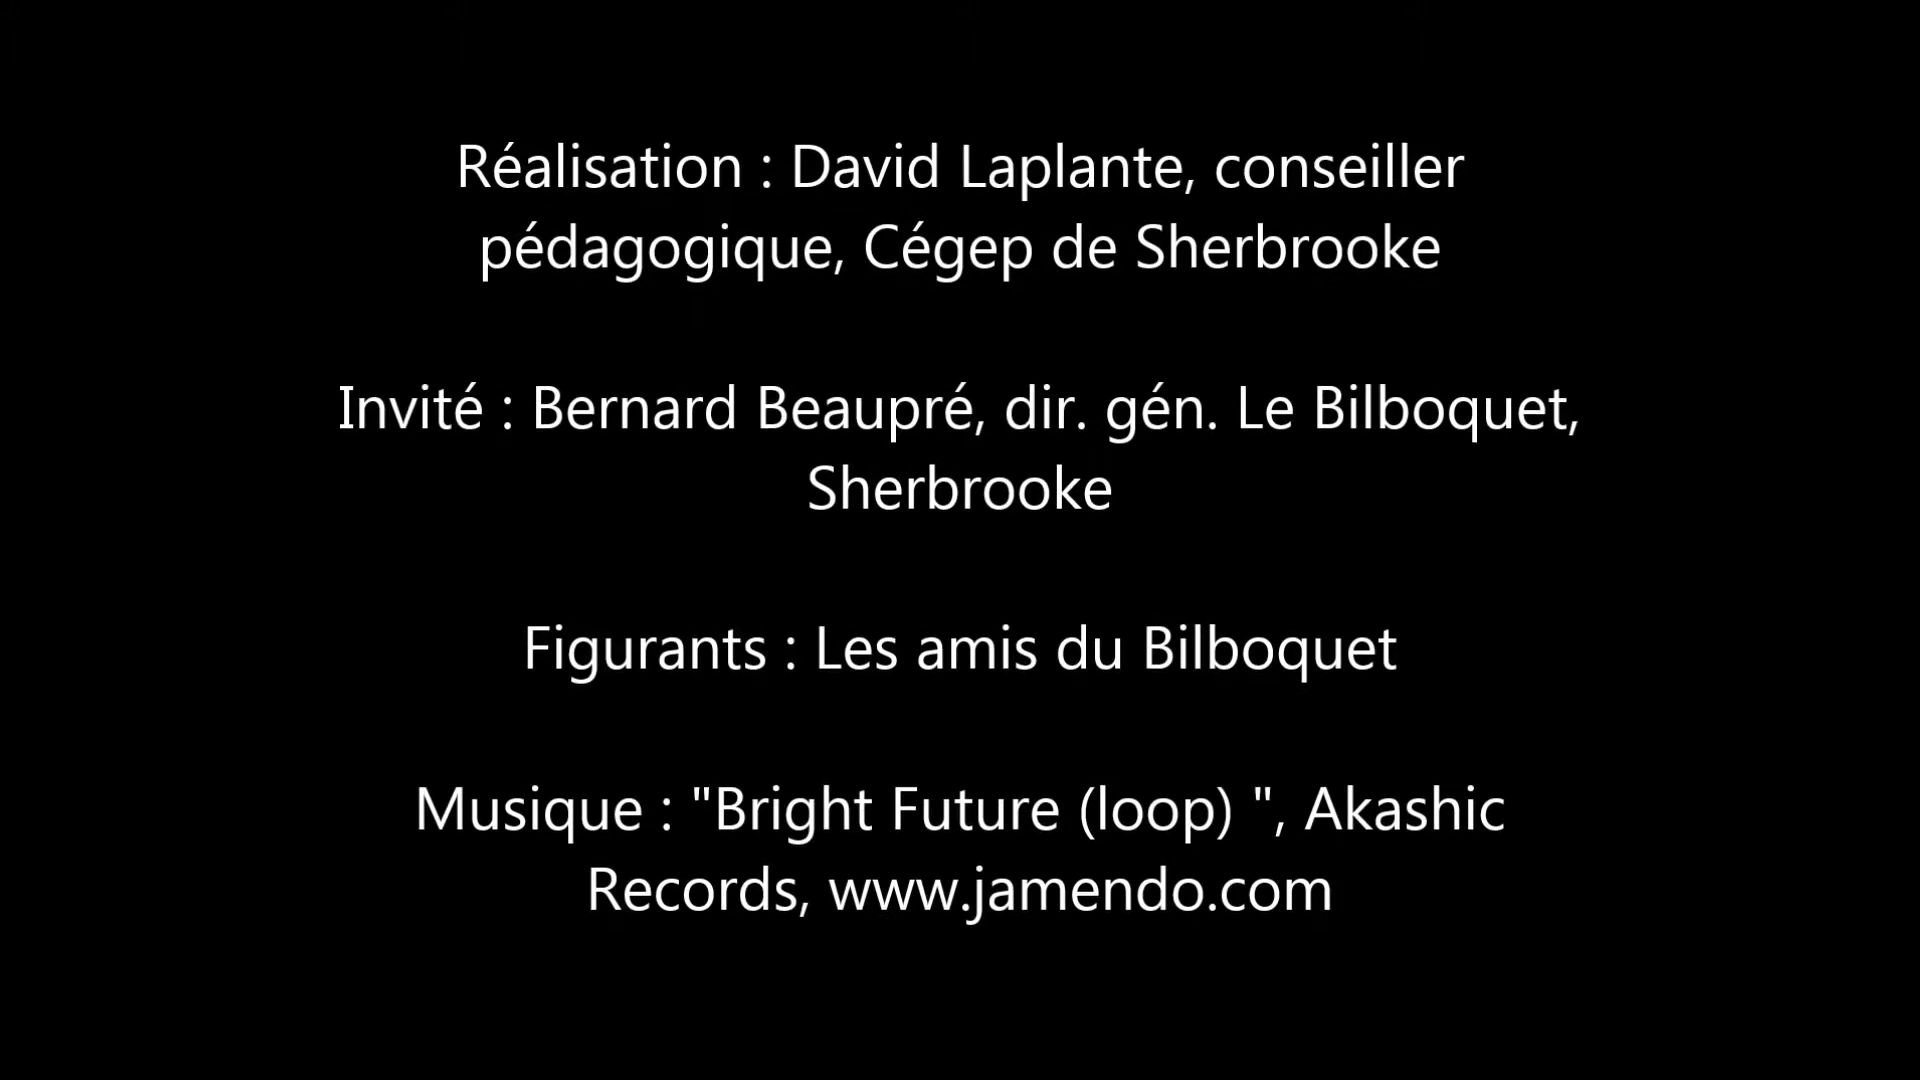 Réalisation : David Laplante, conseiller
pédagogique, Cégep de Sherbrooke
Invité : Bernard Beaupré, dir. gén. Le Bilboquet,
Sherbrooke
Figurants : Les amis du Bilboquet
Musique : "Bright Future (loop) ", Akashic
Records, www.jamendo.com